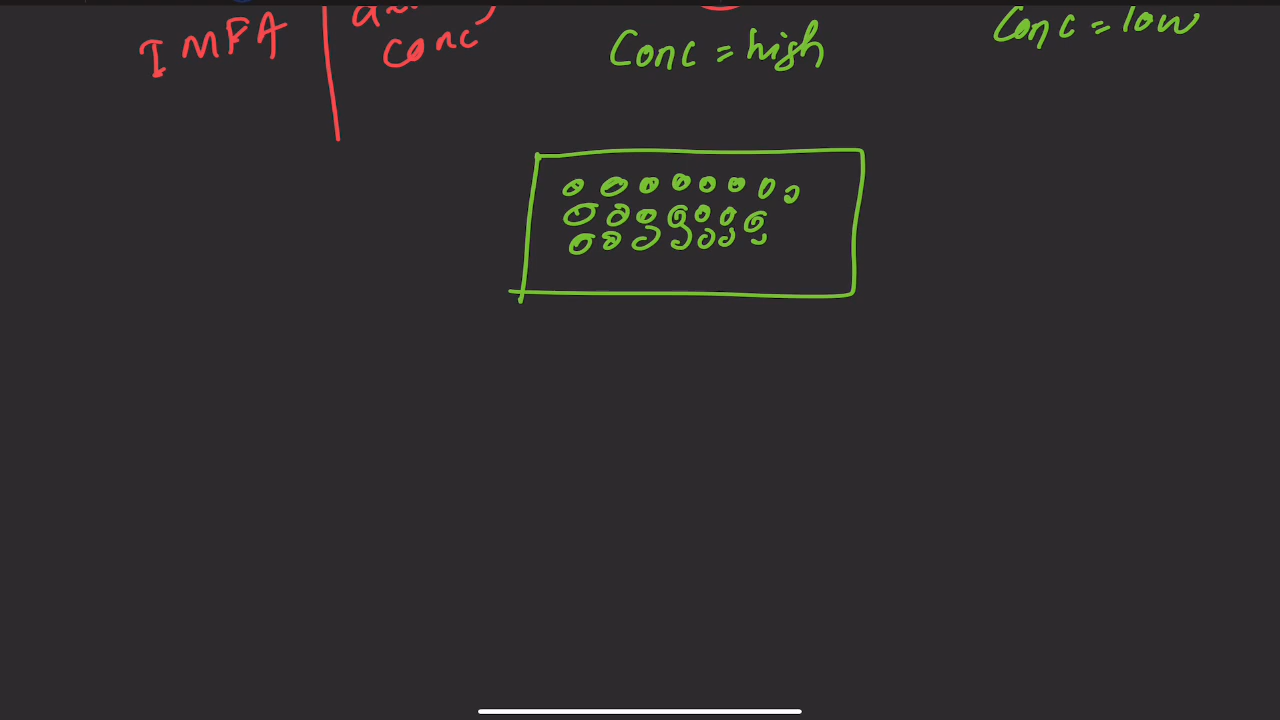 IMFA
conc
Conc = high
Conc = low